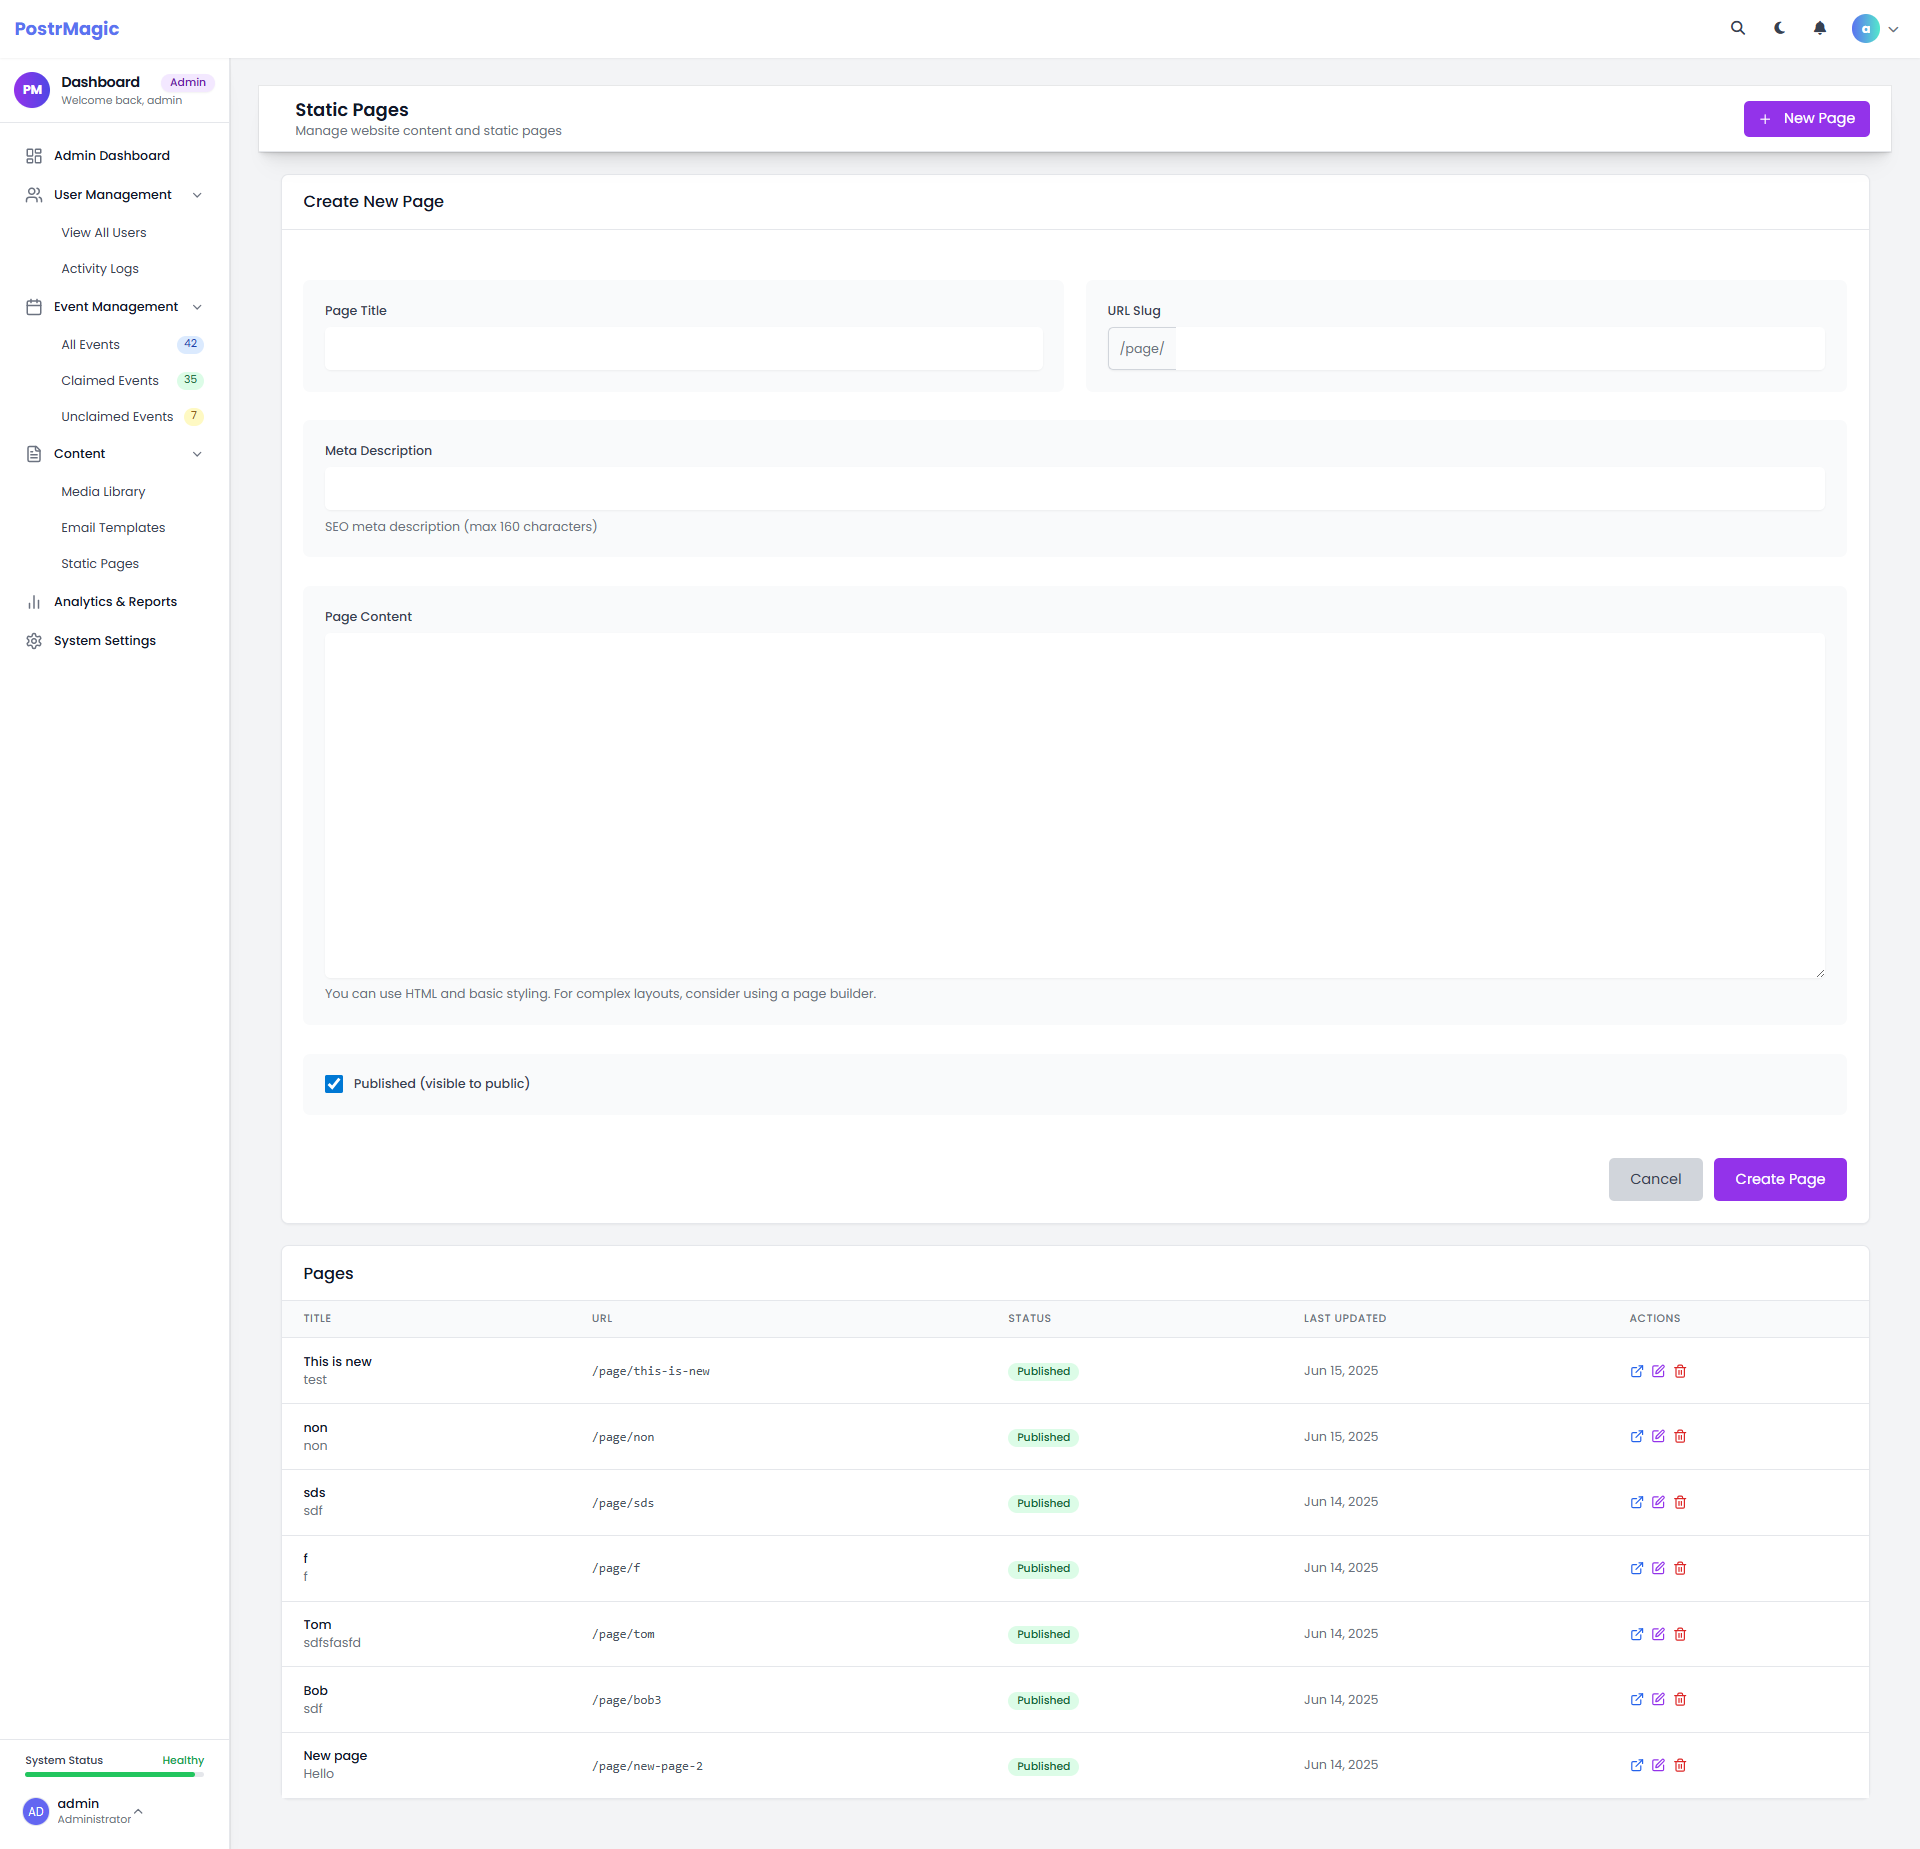 PostrMagic
a
PM
Dashboard
Admin
Welcome back, admin
Admin Dashboard
User Management
View All Users
Activity Logs
Event Management
All Events
42
Claimed Events
35
Unclaimed Events
7
Content
Media Library
Email Templates
Static Pages
Analytics & Reports
System Settings
System Status
Healthy
AD
admin
Administrator
Static Pages
Manage website content and static pages
+ New Page
Create New Page
Page Title
URL Slug
/page/
Meta Description
SEO meta description (max 160 characters)
Page Content
You can use HTML and basic styling. For complex layouts, consider using a page builder.
Published (visible to public)
Cancel
Create Page
Pages
TITLE URL STATUS LAST UPDATED ACTIONS
This is new
test
/page/this-is-new Published Jun 15, 2025
non
non
/page/non Published Jun 15, 2025
sds
sdf
/page/sds Published Jun 14, 2025
f
f
/page/f Published Jun 14, 2025
Tom
sdfsfasfd
/page/tom Published Jun 14, 2025
Bob
sdf
/page/bob3 Published Jun 14, 2025
New page
Hello
/page/new-page-2 Published Jun 14, 2025